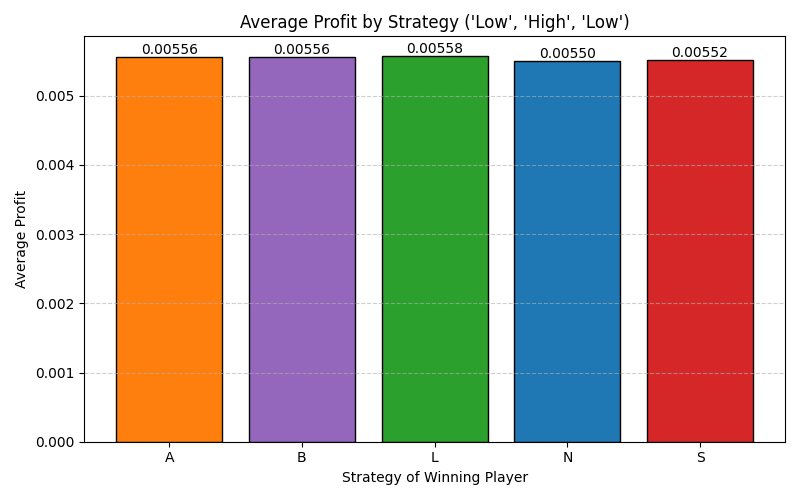 Average Profit by Strategy ('Low', 'High', 'Low')
0.00556
0.00556
0.00558
0.00550
0.00552
0.005
0.004
0.003
0.002
0.001
0.000
Average Profit
A
B
L
N
S
Strategy of Winning Player